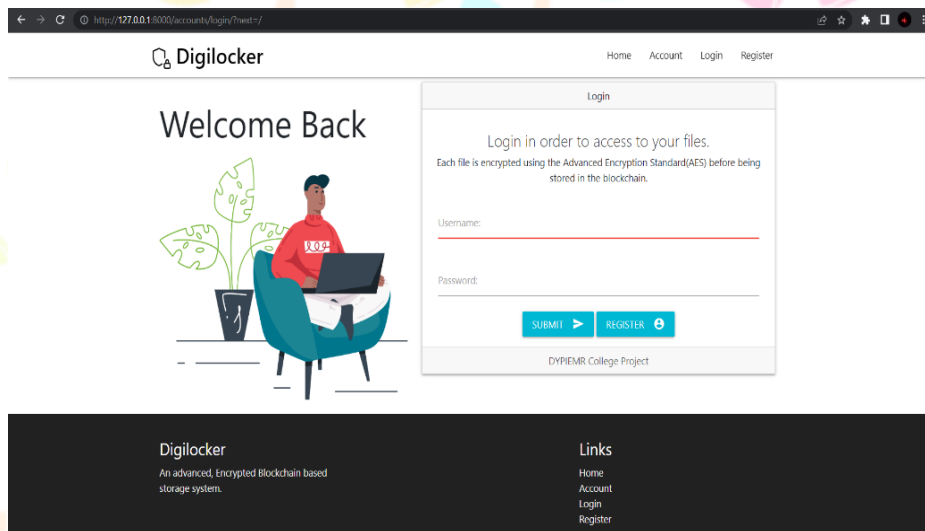 http://127.0.0.1:8000/accounts/login/?next=/
Digilocker
Home Account Login Register
Welcome Back
Login
Login in order to access to your files.
Each file is encrypted using the Advanced Encryption Standard(AES) before being
stored in the blockchain.
Username:
Password:
SUBMIT REGISTER
DYPIEMR College Project
Digilocker
An advanced, Encrypted Blockchain based
storage system.
Links
Home
Account
Login
Register